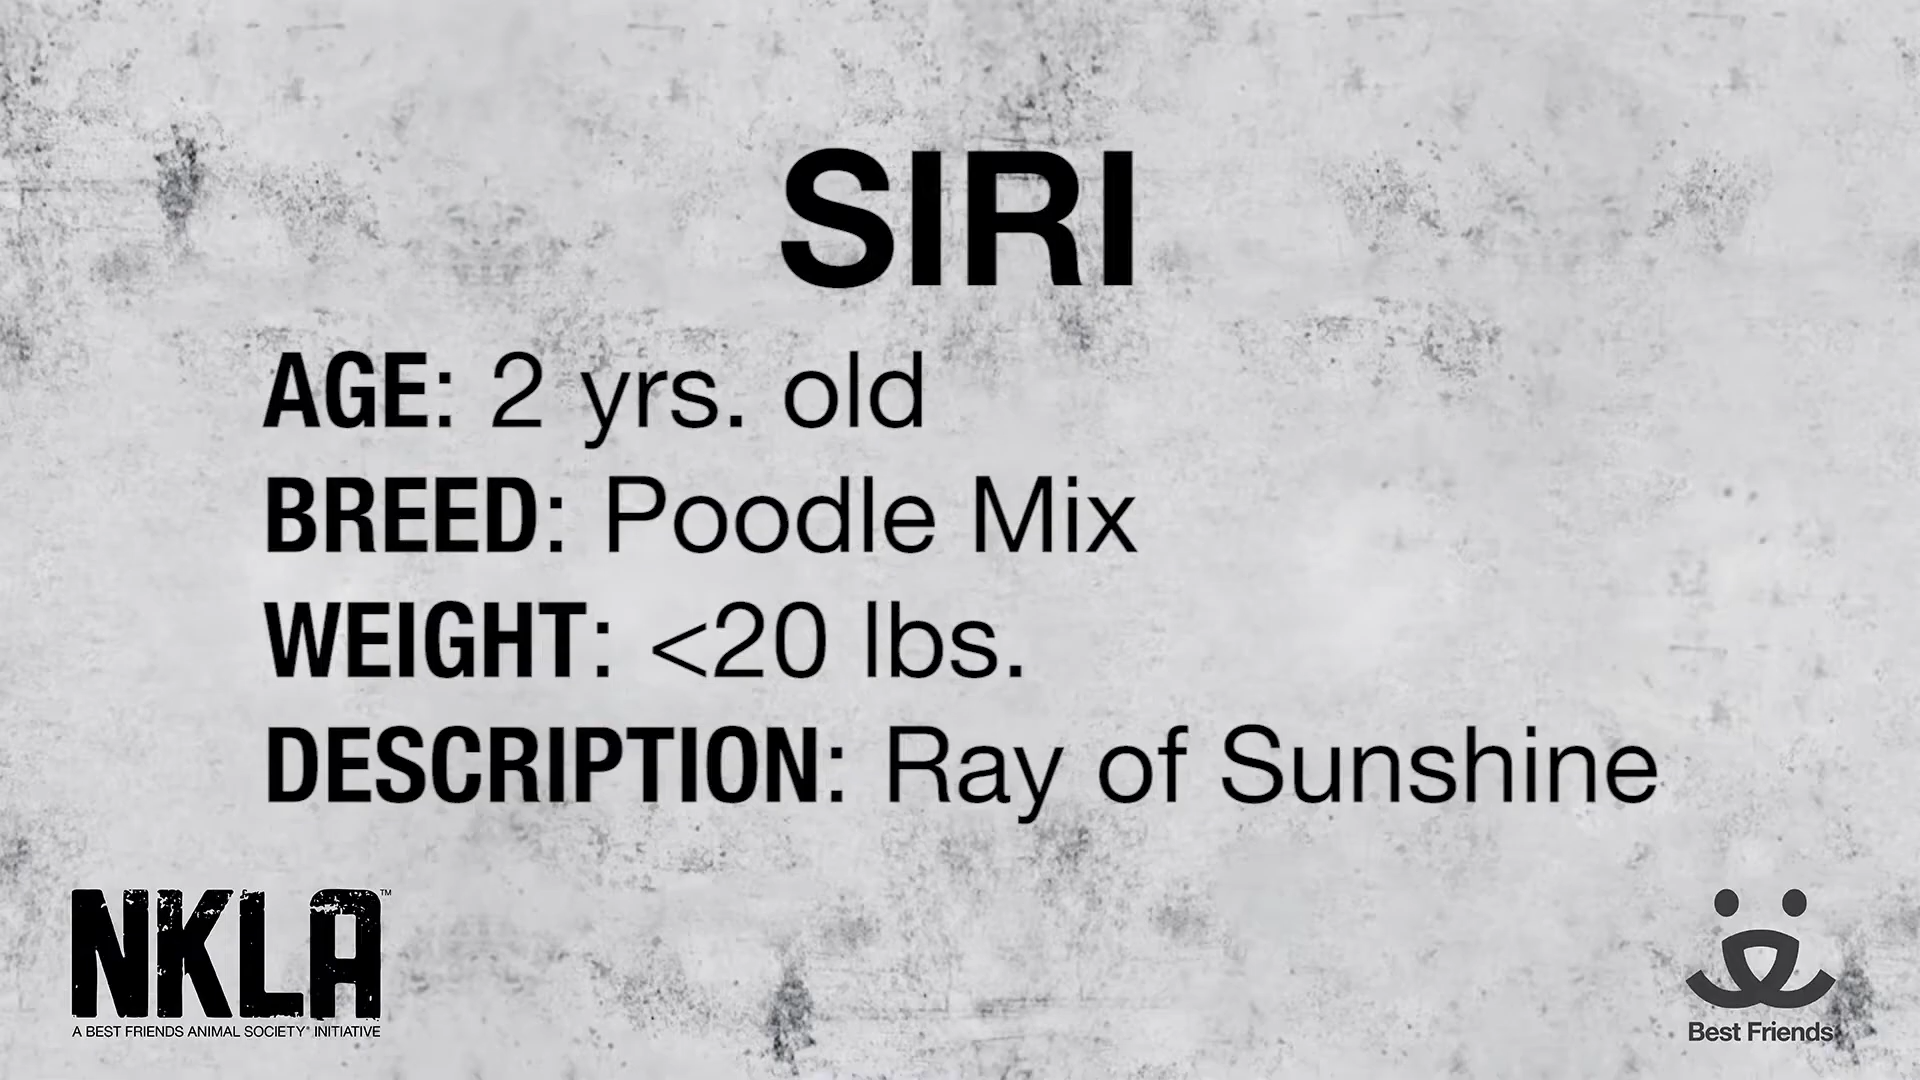 SIRI
AGE: 2 yrs. old
BREED: Poodle Mix
WEIGHT: <20 lbs.
DESCRIPTION: Ray of Sunshine
NKLA™
A BEST FRIENDS ANIMAL SOCIETY® INITIATIVE
Best Friends